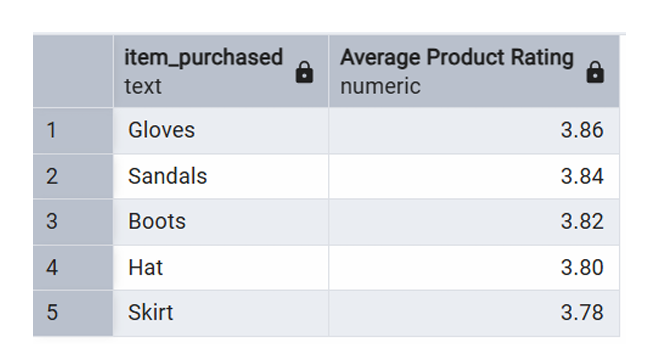 item_purchased Average Product Rating
text numeric
1 Gloves 3.86
2 Sandals 3.84
3 Boots 3.82
4 Hat 3.80
5 Skirt 3.78